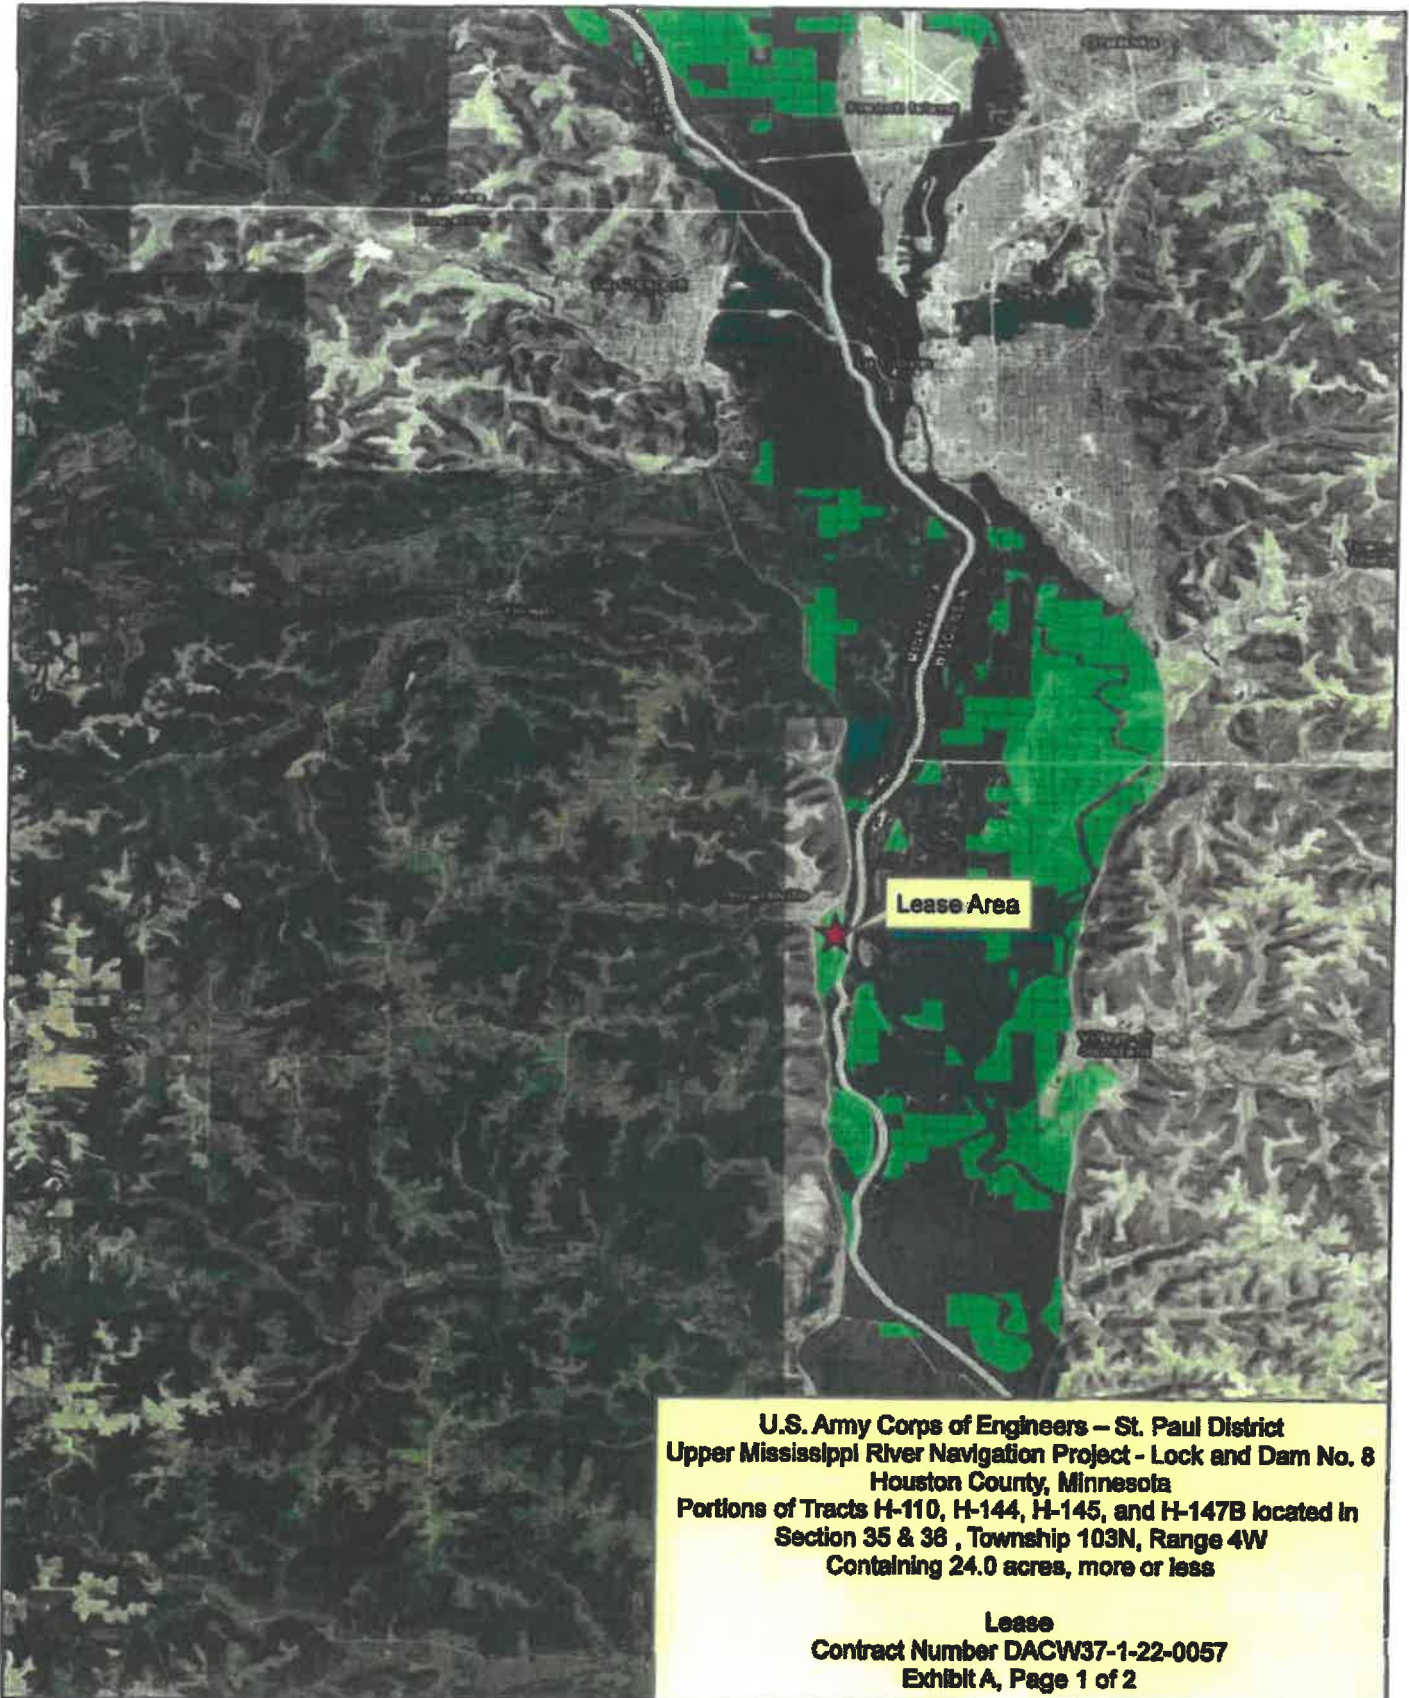 Lease Area
U.S. Army Corps of Engineers – St. Paul District
Upper Mississippi River Navigation Project - Lock and Dam No. 8
Houston County, Minnesota
Portions of Tracts H-110, H-144, H-145, and H-147B located in
Section 35 & 36 , Township 103N, Range 4W
Containing 24.0 acres, more or less
Lease
Contract Number DACW37-1-22-0057
Exhibit A, Page 1 of 2